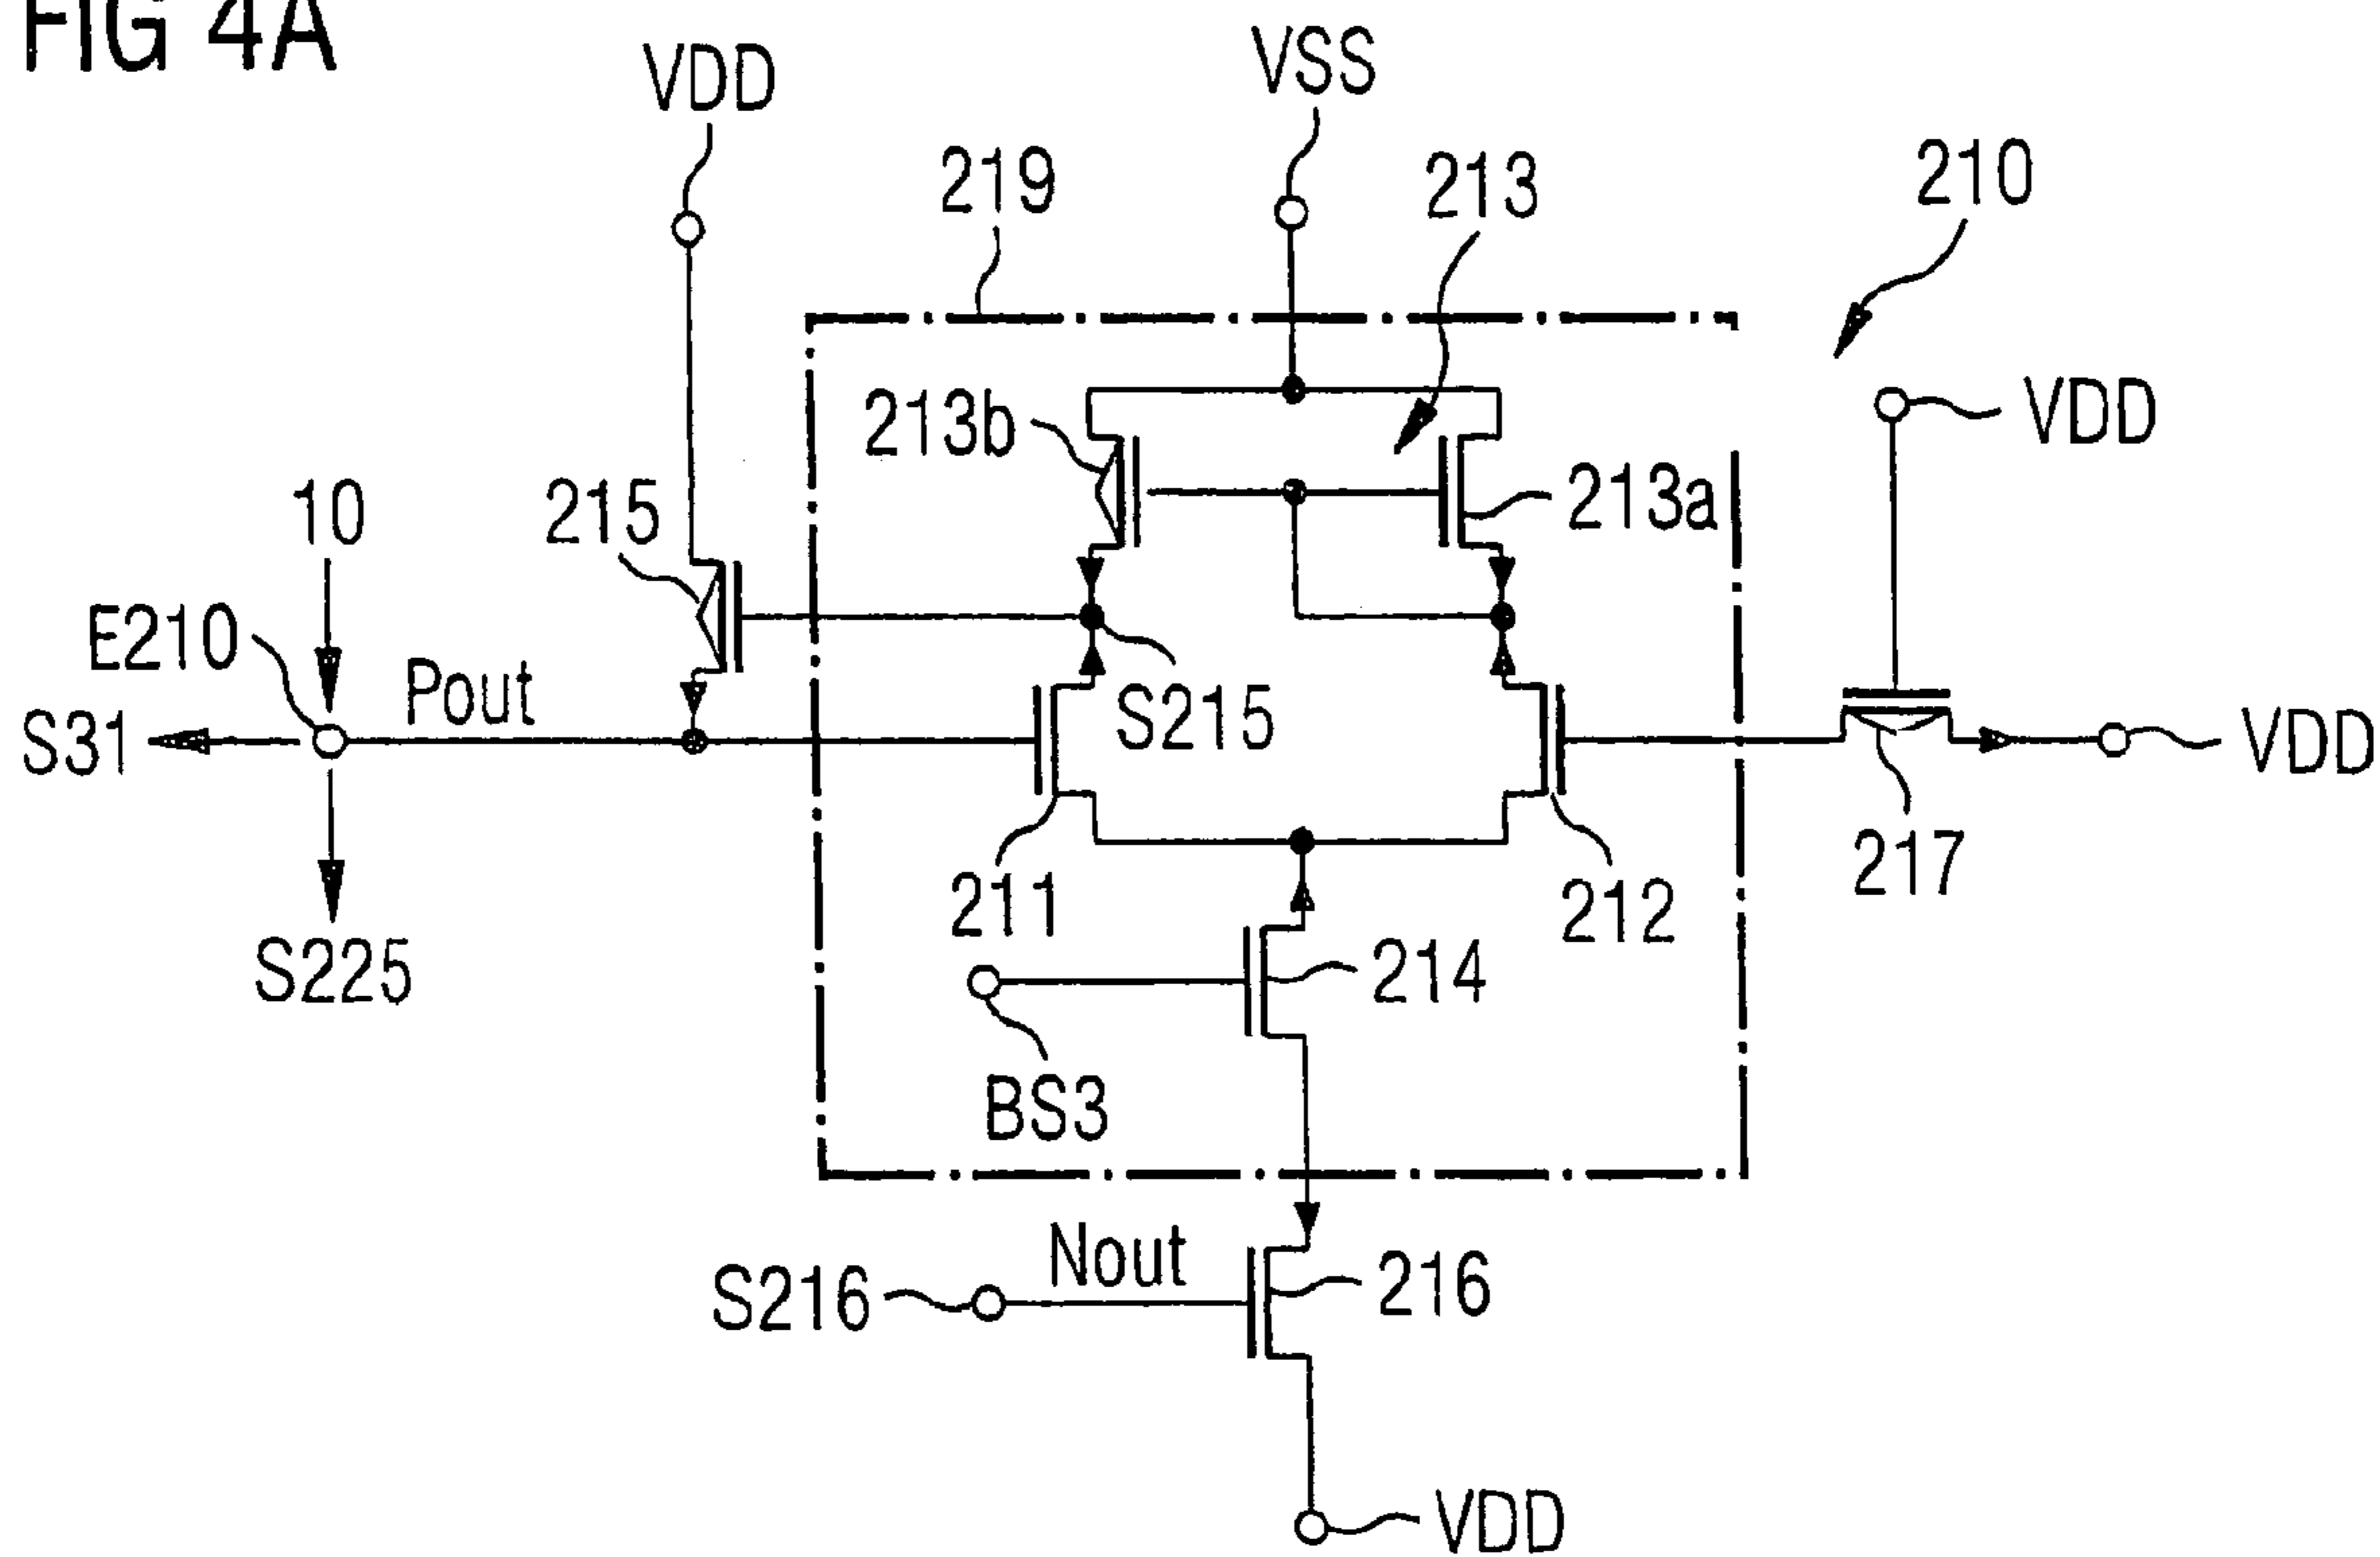 FIG 4A
VDD
VSS
219
213
210
213b
VDD
10
215
213a
E210
Pout
S31
S215
VDD
217
211
212
S225
214
BS3
Nout
S216
216
VDD